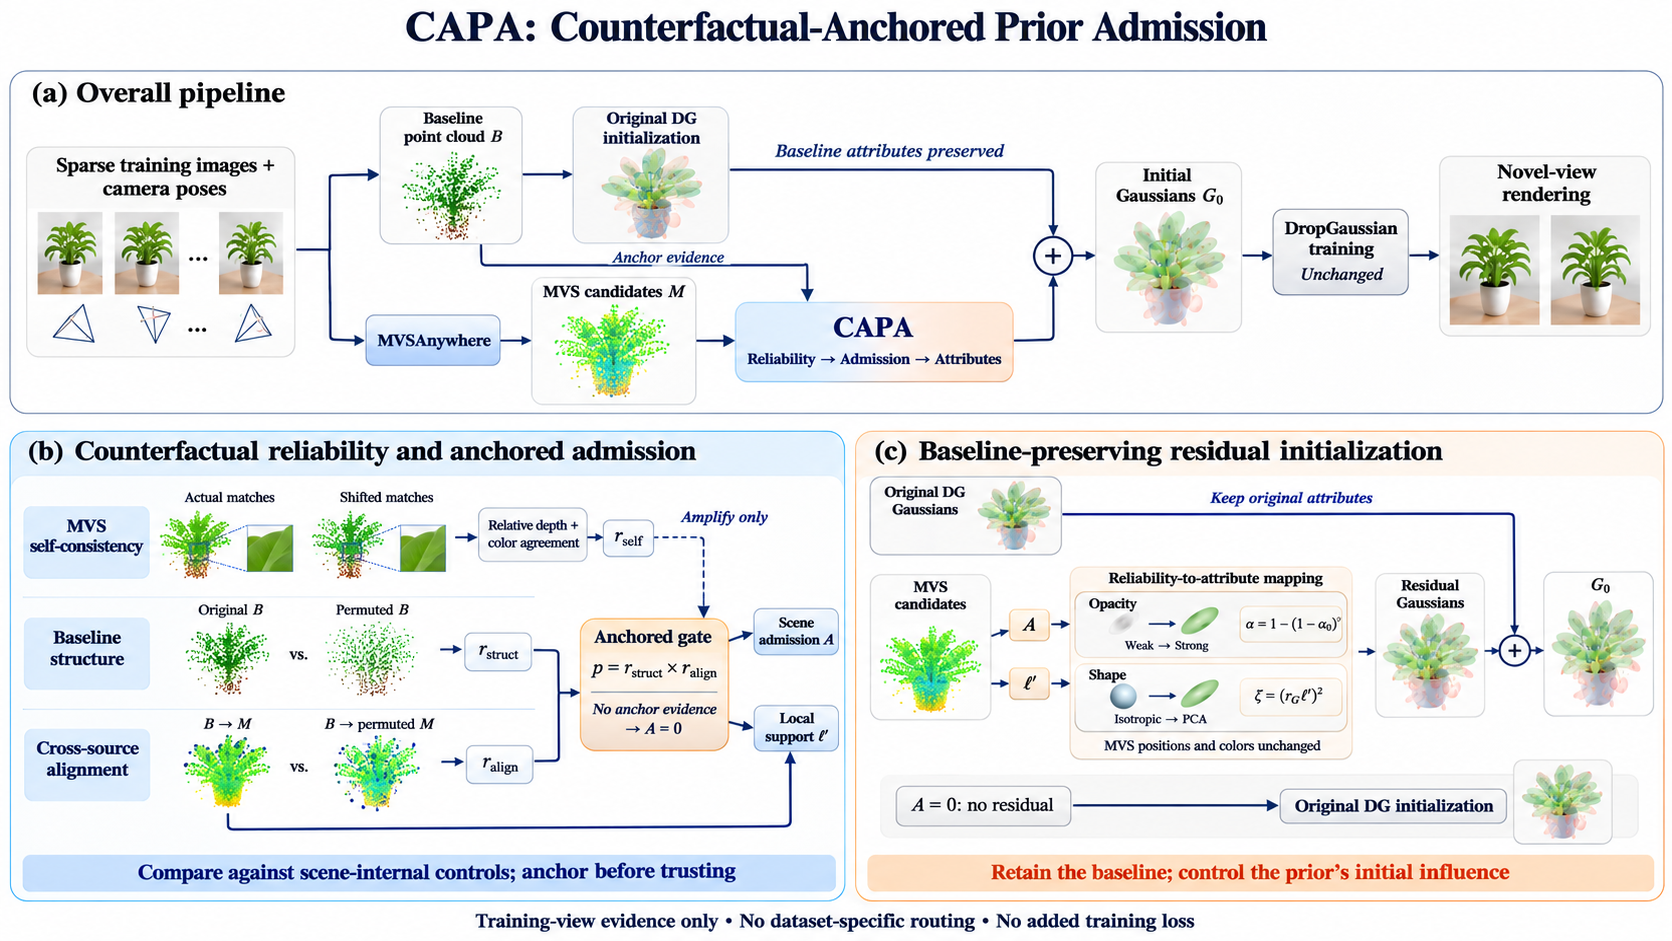 CAPA: Counterfactual-Anchored Prior Admission
(a) Overall pipeline
Sparse training images +
camera poses
...
...
Baseline
point cloud B
Original DG
initialization
Baseline attributes preserved
Anchor evidence
MVSAnywhere
MVS candidates M
CAPA
Reliability → Admission → Attributes
+
Initial
Gaussians G₀
DropGaussian
training
Unchanged
Novel-view
rendering
(b) Counterfactual reliability and anchored admission
MVS
self-consistency
Actual matches
Shifted matches
Relative depth +
color agreement
r_self
Amplify only
Baseline
structure
Original B
vs.
Permuted B
r_struct
Cross-source
alignment
B → M
vs.
B → permuted M
r_align
Anchored gate
p = r_struct × r_align
No anchor evidence
→ A = 0
Scene
admission A
Local
support ℓ′
Compare against scene-internal controls; anchor before trusting
(c) Baseline-preserving residual initialization
Original DG
Gaussians
Keep original attributes
MVS
candidates
A
ℓ′
Reliability-to-attribute mapping
Opacity
Weak → Strong
α = 1 − (1 − α₀)
Shape
Isotropic → PCA
ζ = (r_G ℓ′)²
MVS positions and colors unchanged
Residual
Gaussians
+
G₀
A = 0: no residual
Original DG initialization
Retain the baseline; control the prior’s initial influence
Training-view evidence only • No dataset-specific routing • No added training loss